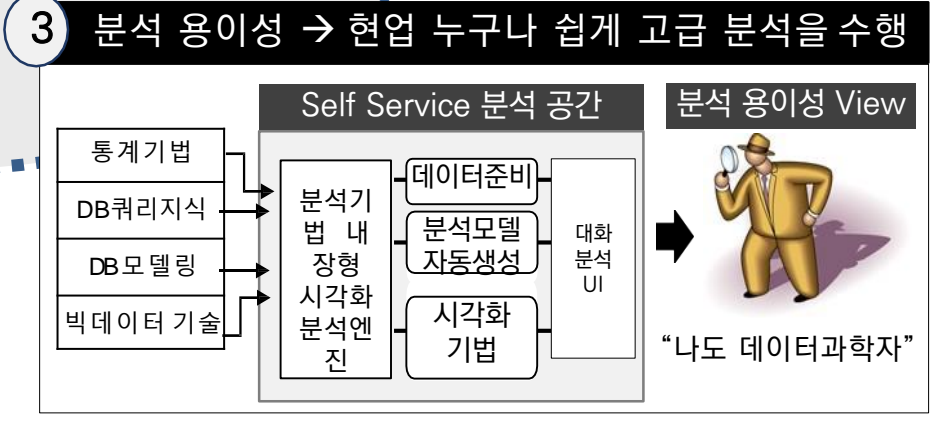 3 분석 용이성 → 현업 누구나 쉽게 고급 분석을 수행
Self Service 분석 공간
분석 용이성 View
통계기법
DB쿼리지식
DB모델링
빅데이터 기술
분석기
법 내
장형
시각화
분석엔
진
데이터준비
분석모델
자동생성
시각화
기법
대화
분석
UI
“나도 데이터과학자”